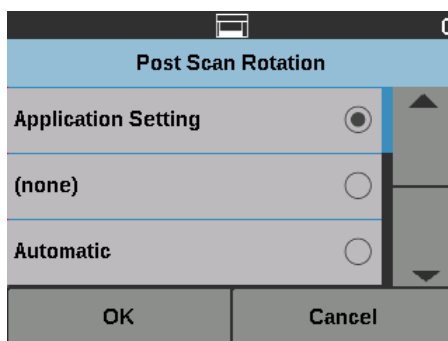 Post Scan Rotation
Application Setting
(none)
Automatic
OK
Cancel